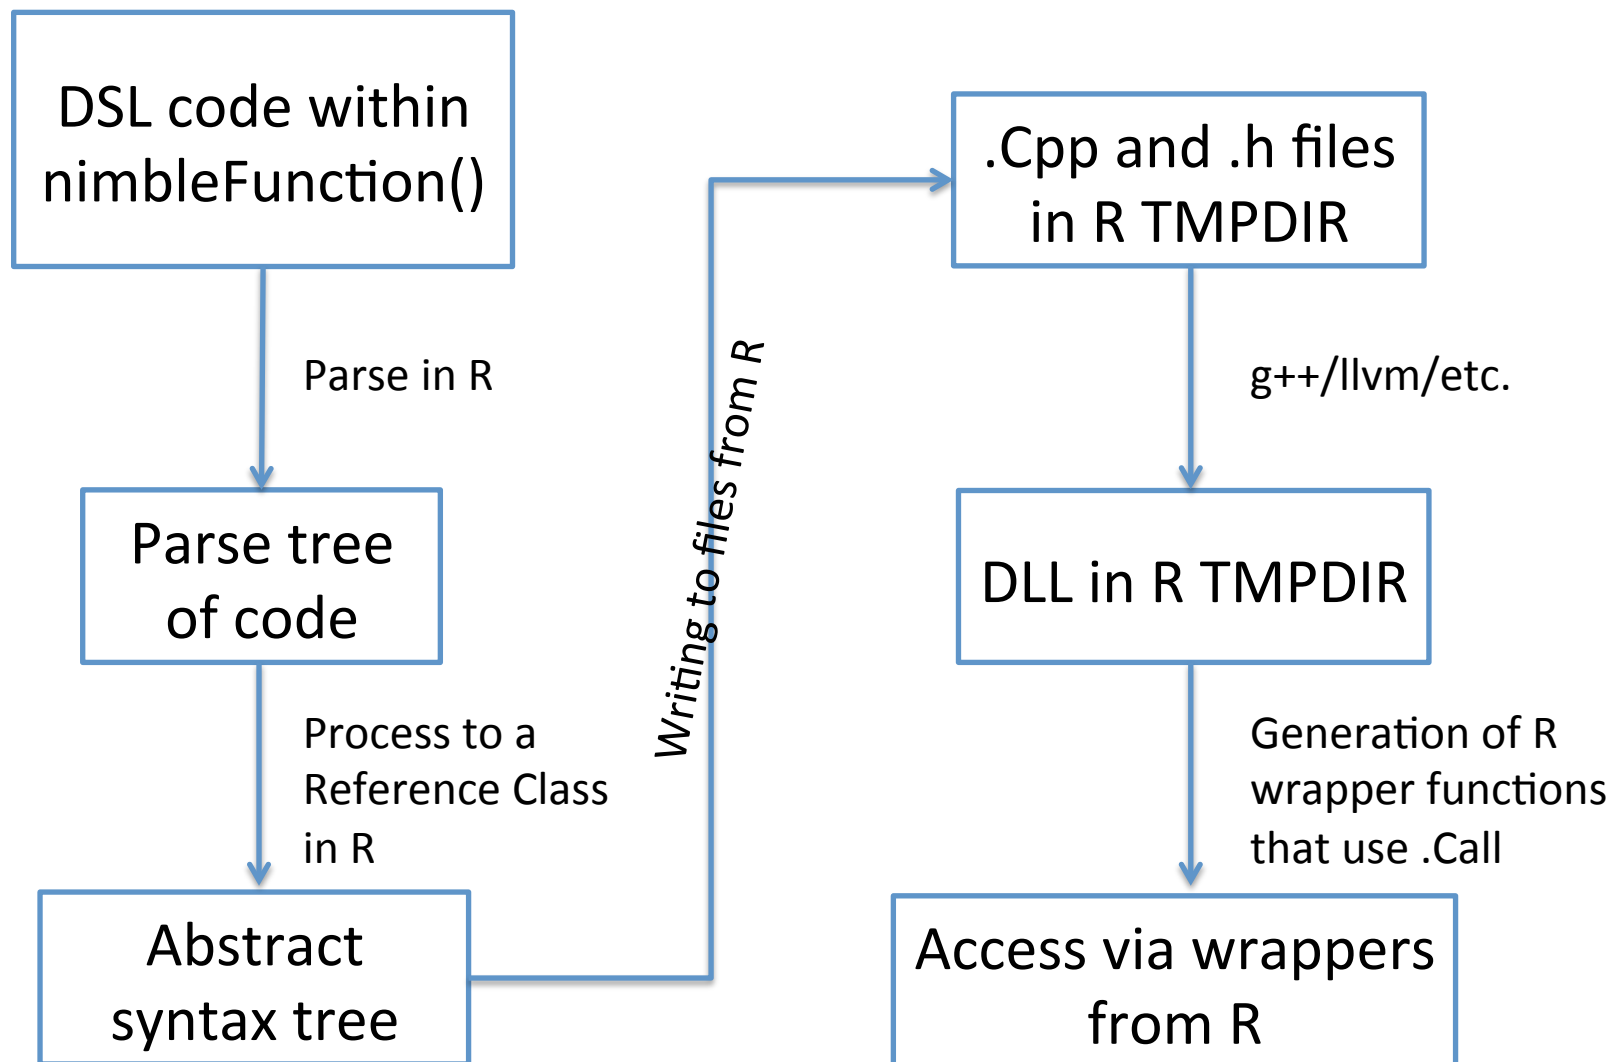 DSL code within
nimbleFunction()
Parse in R
Parse tree
of code
Process to a
Reference Class
in R
Abstract
syntax tree
Writing to files from R
.Cpp and .h files
in R TMPDIR
g++/llvm/etc.
DLL in R TMPDIR
Generation of R
wrapper functions
that use .Call
Access via wrappers
from R